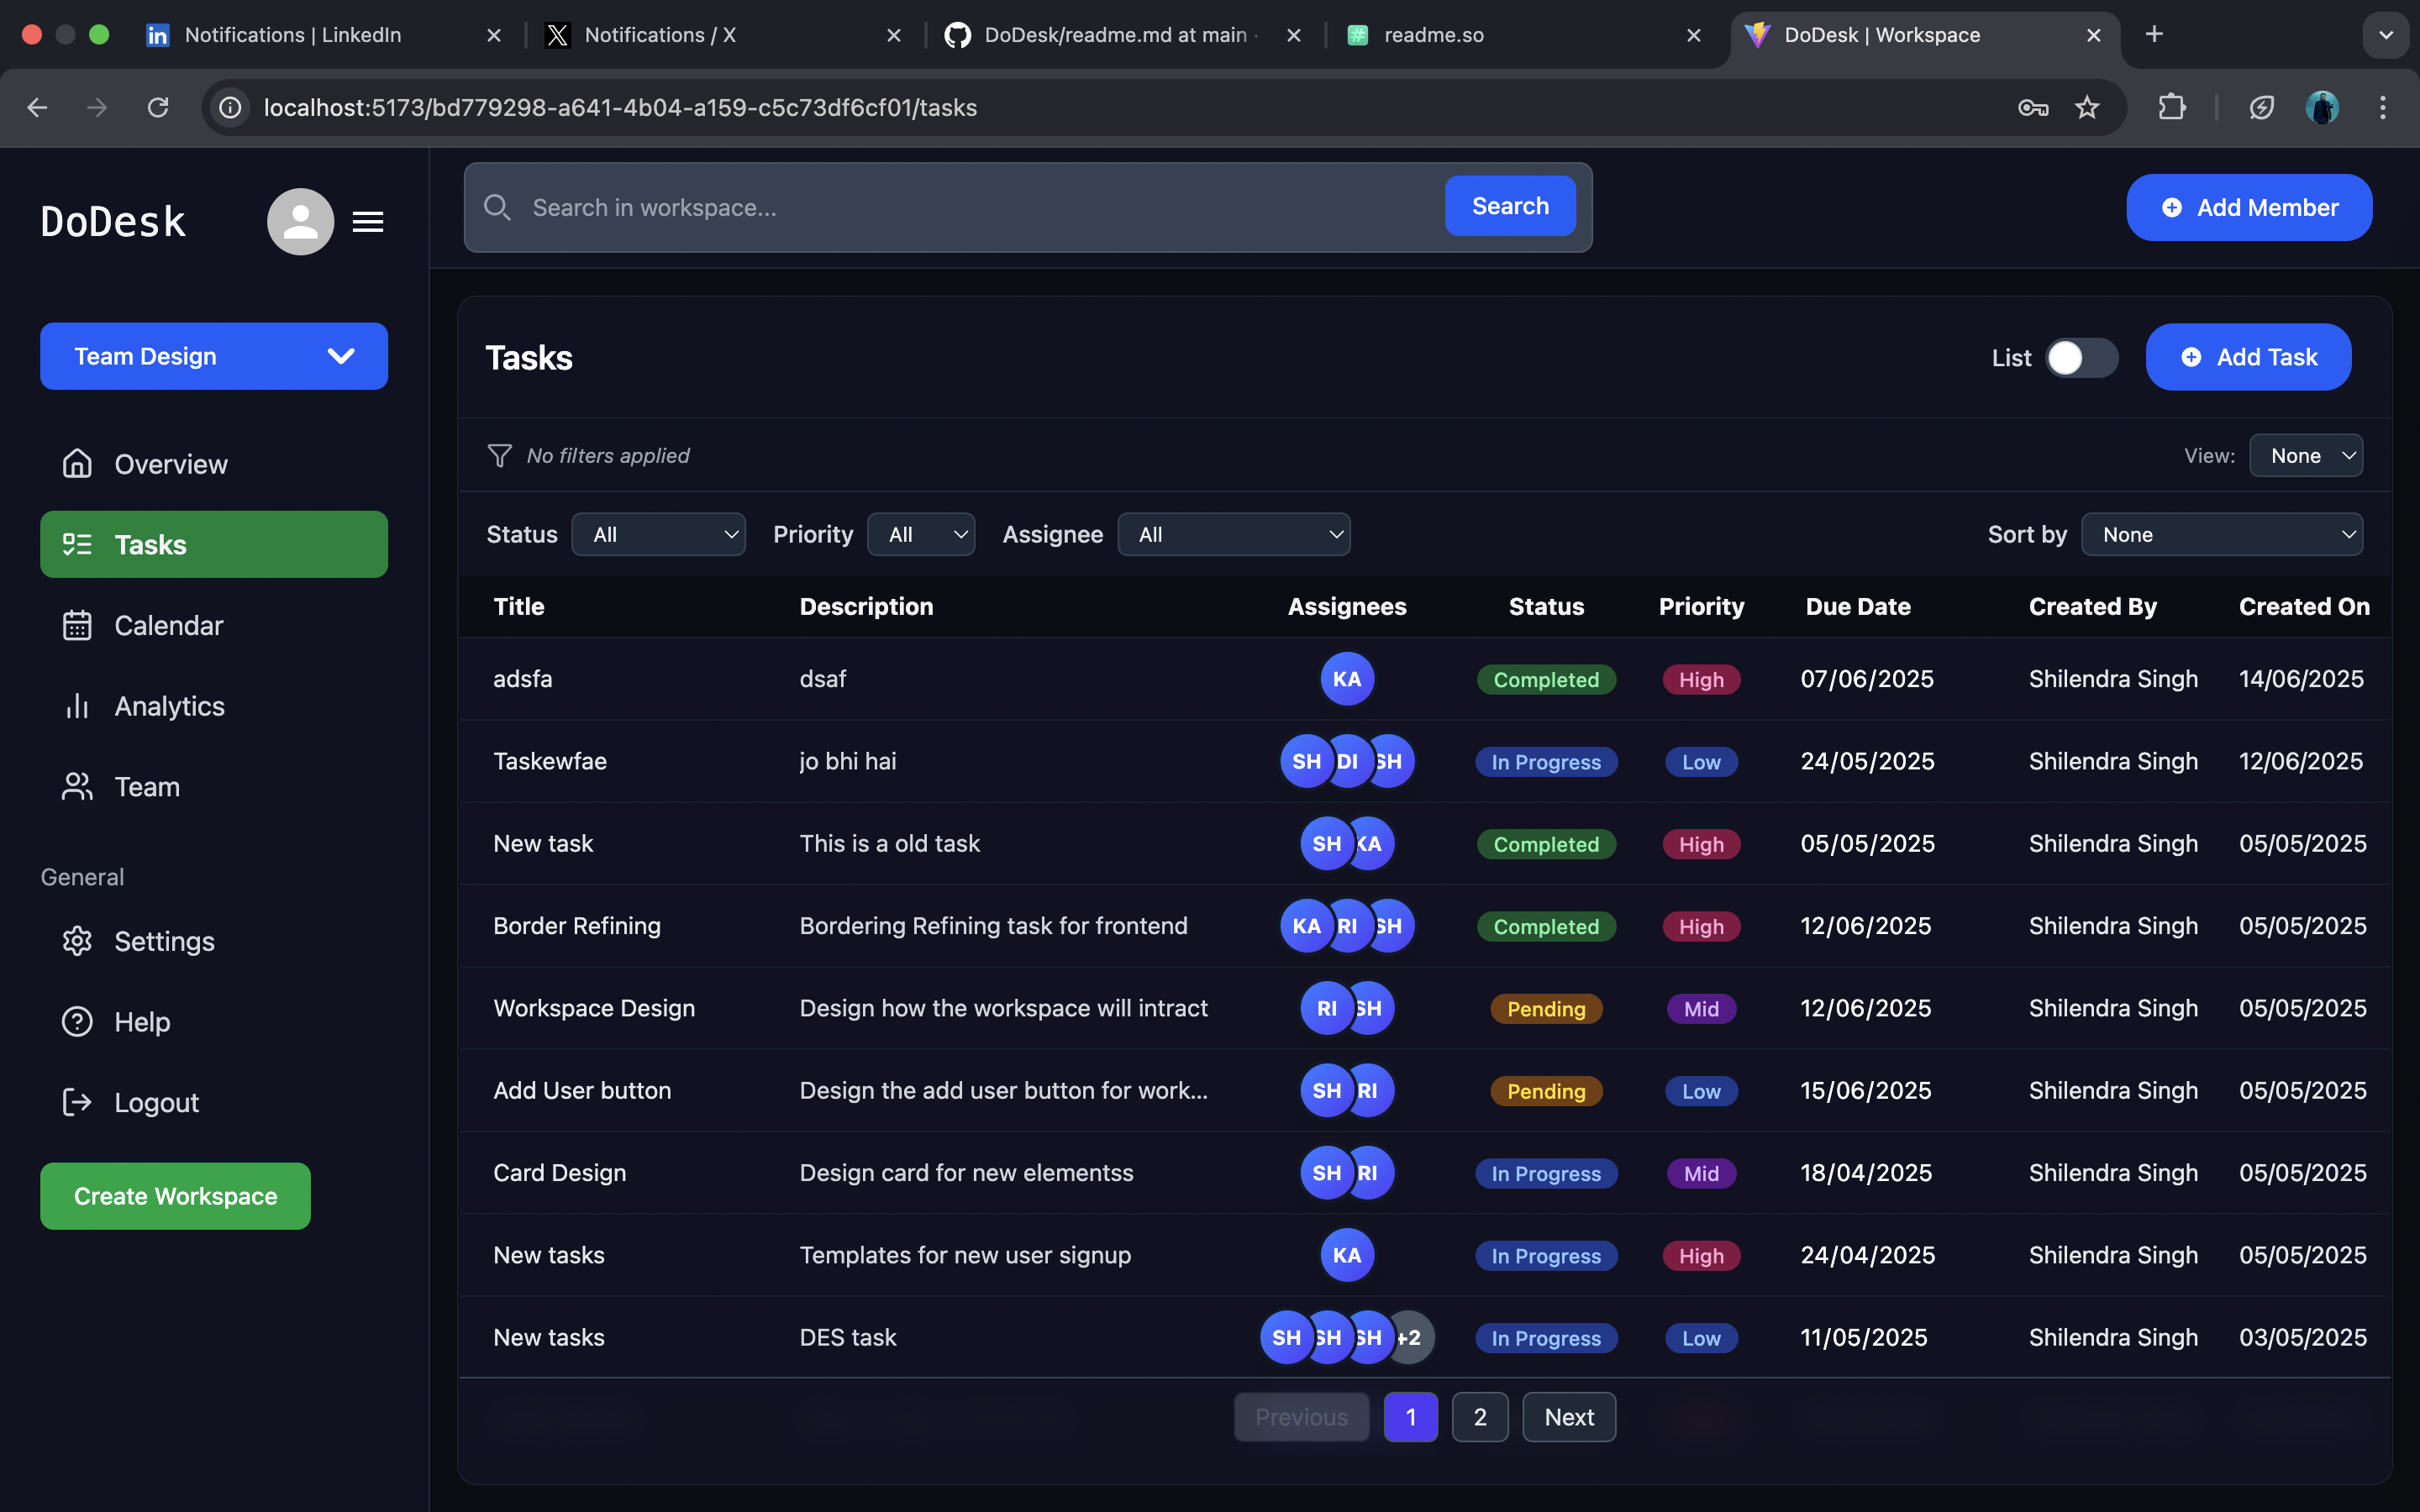 Notifications | LinkedIn
Notifications / X
DoDesk/readme.md at main ·
readme.so
DoDesk | Workspace
localhost:5173/bd779298-a641-4b04-a159-c5c73df6cf01/tasks
DoDesk
Search in workspace...
Search
Add Member
Team Design
Overview
Tasks
Calendar
Analytics
Team
General
Settings
Help
Logout
Create Workspace
Tasks
List
Add Task
No filters applied
View: None
Status All Priority All Assignee All Sort by None
Title Description Assignees Status Priority Due Date Created By Created On
adsfa dsaf KA Completed High 07/06/2025 Shilendra Singh 14/06/2025
Taskewfae jo bhi hai SH DI SH In Progress Low 24/05/2025 Shilendra Singh 12/06/2025
New task This is a old task SH KA Completed High 05/05/2025 Shilendra Singh 05/05/2025
Border Refining Bordering Refining task for frontend KA RI SH Completed High 12/06/2025 Shilendra Singh 05/05/2025
Workspace Design Design how the workspace will intract RI SH Pending Mid 12/06/2025 Shilendra Singh 05/05/2025
Add User button Design the add user button for work... SH RI Pending Low 15/06/2025 Shilendra Singh 05/05/2025
Card Design Design card for new elementss SH RI In Progress Mid 18/04/2025 Shilendra Singh 05/05/2025
New tasks Templates for new user signup KA In Progress High 24/04/2025 Shilendra Singh 05/05/2025
New tasks DES task SH SH SH +2 In Progress Low 11/05/2025 Shilendra Singh 03/05/2025
Previous 1 2 Next